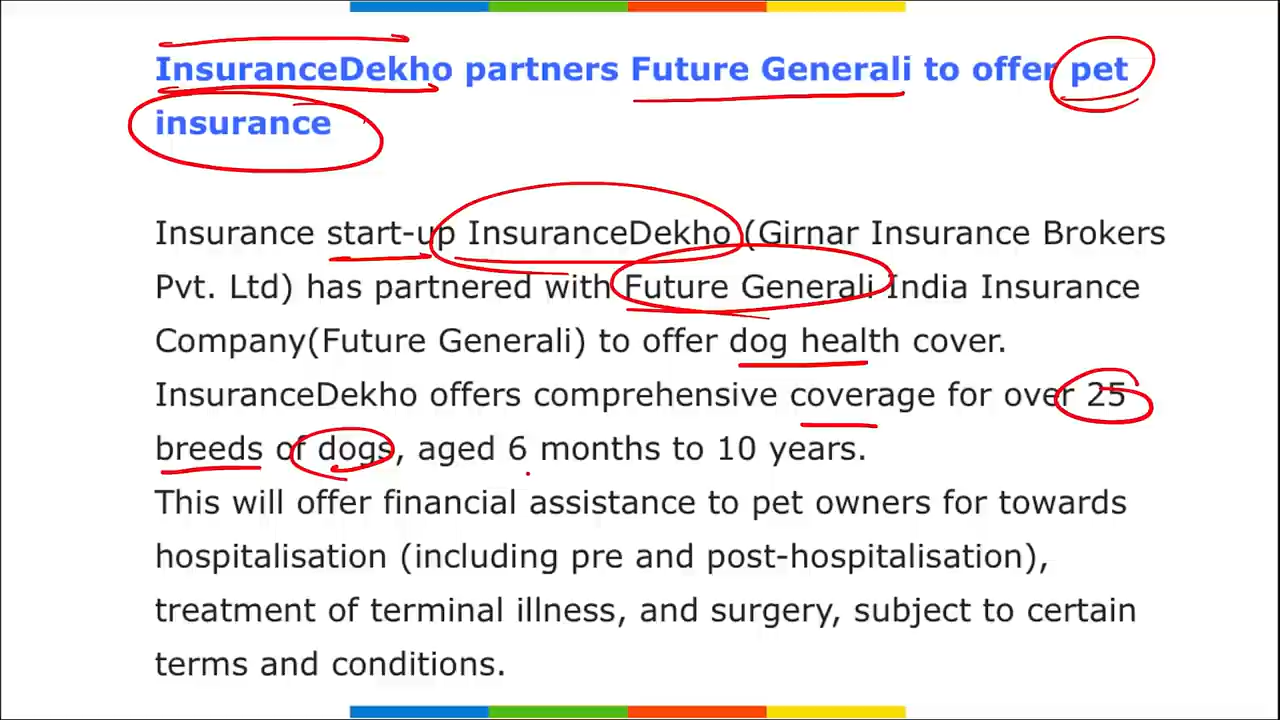 InsuranceDekho partners Future Generali to offer pet
insurance
Insurance start-up InsuranceDekho (Girnar Insurance Brokers
Pvt. Ltd) has partnered with Future Generali India Insurance
Company(Future Generali) to offer dog health cover.
InsuranceDekho offers comprehensive coverage for over 25
breeds of dogs, aged 6 months to 10 years.
This will offer financial assistance to pet owners for towards
hospitalisation (including pre and post-hospitalisation),
treatment of terminal illness, and surgery, subject to certain
terms and conditions.